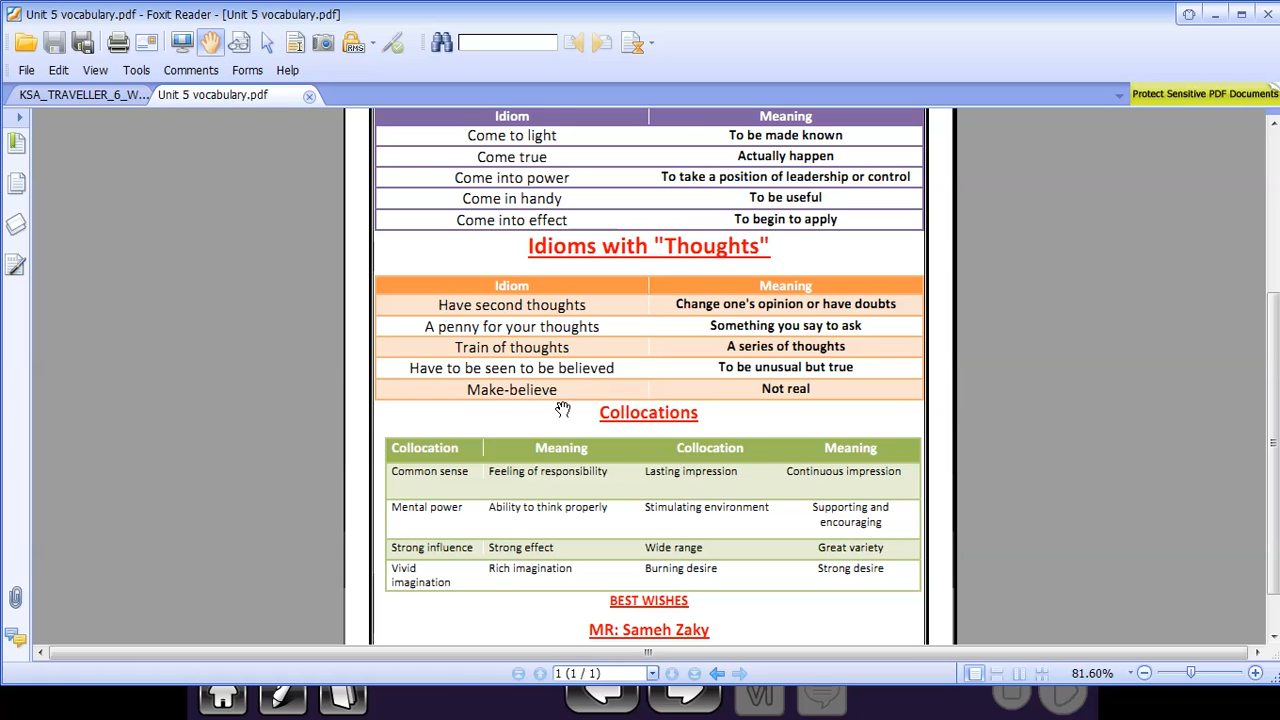 Unit 5 vocabulary.pdf - Foxit Reader - [Unit 5 vocabulary.pdf]
RMS
File Edit View Tools Comments Forms Help
KSA_TRAVELLER_6_W... Unit 5 vocabulary.pdf Protect Sensitive PDF Documents
Idiom Meaning
Come to light To be made known
Come true Actually happen
Come into power To take a position of leadership or control
Come in handy To be useful
Come into effect To begin to apply
Idioms with "Thoughts"
Idiom Meaning
Have second thoughts Change one's opinion or have doubts
A penny for your thoughts Something you say to ask
Train of thoughts A series of thoughts
Have to be seen to be believed To be unusual but true
Make-believe Not real
Collocations
Collocation Meaning Collocation Meaning
Common sense Feeling of responsibility Lasting impression Continuous impression
Mental power Ability to think properly Stimulating environment Supporting and
encouraging
Strong influence Strong effect Wide range Great variety
Vivid Rich imagination Burning desire Strong desire
imagination
BEST WISHES
MR: Sameh Zaky
1 (1 / 1) 81.60%